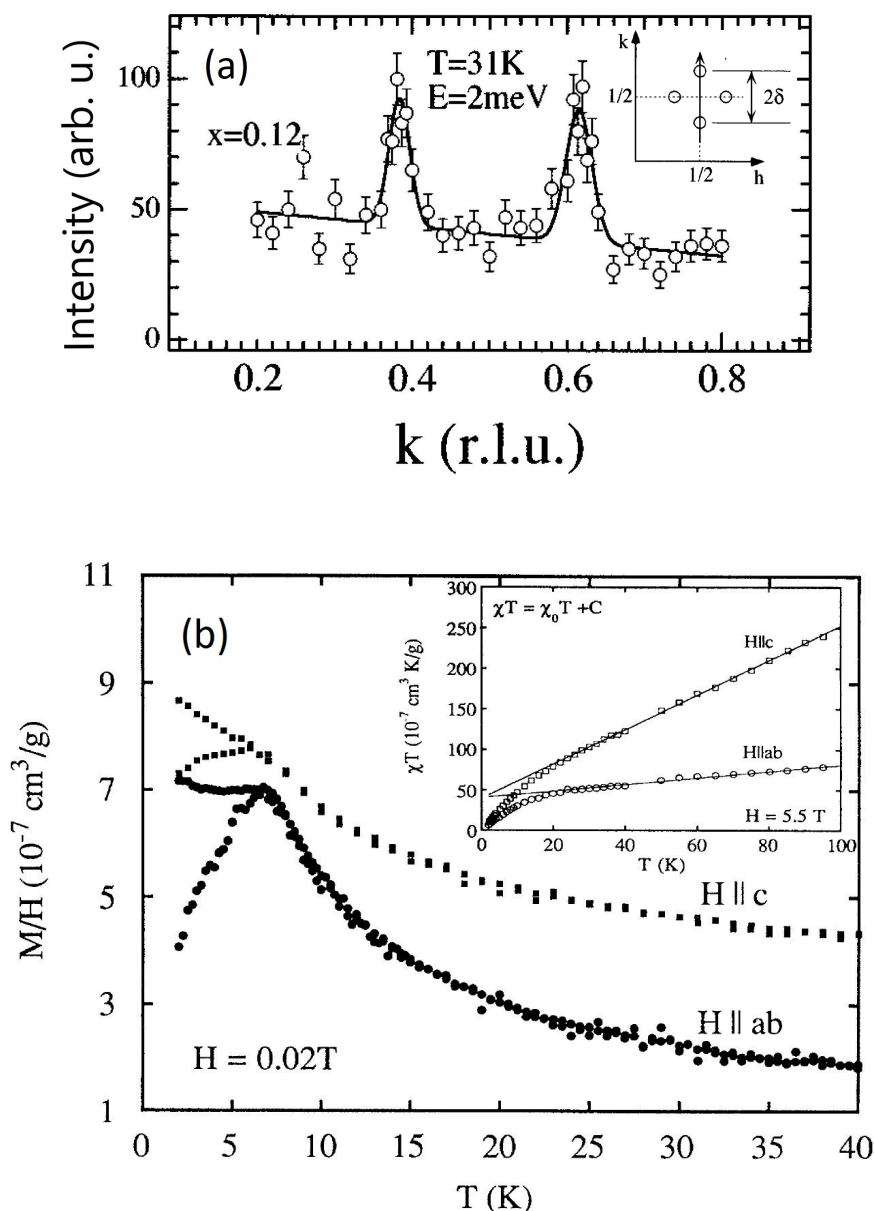 (a)
T=31K
E=2meV
x=0.12
Intensity (arb. u.)
100
50
0
0.2 0.4 0.6 0.8
k (r.l.u.)
k
1/2
2δ
1/2
h
(b)
M/H (10⁻⁷ cm³/g)
11
9
7
5
3
1
0 5 10 15 20 25 30 35 40
T (K)
H = 0.02T
H || c
H || ab
χT = χ₀T +C
χT (10⁻⁷ cm³ K/g)
300
250
200
150
100
50
0
0 20 40 60 80 100
T (K)
H||c
H||ab
H = 5.5 T